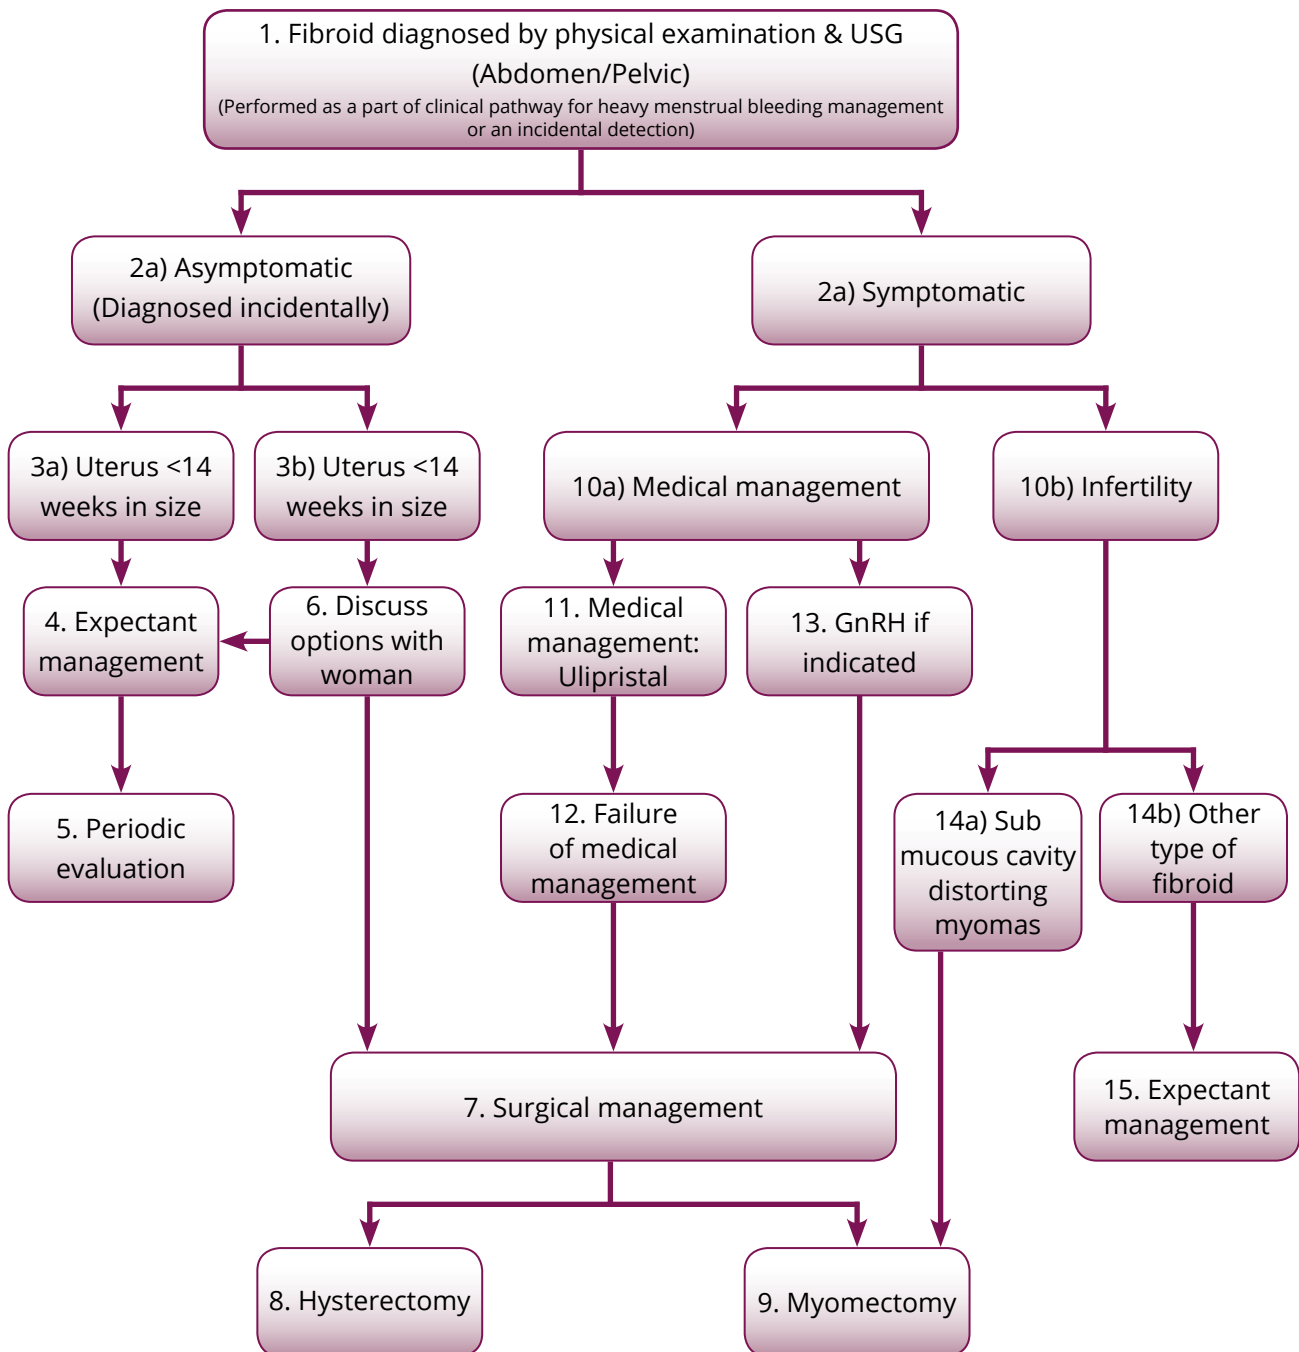 1. Fibroid diagnosed by physical examination & USG
(Abdomen/Pelvic)
(Performed as a part of clinical pathway for heavy menstrual bleeding management
or an incidental detection)
2a) Asymptomatic
(Diagnosed incidentally)
2a) Symptomatic
3a) Uterus <14
weeks in size
3b) Uterus <14
weeks in size
10a) Medical management
10b) Infertility
4. Expectant
management
6. Discuss
options with
woman
11. Medical
management:
Ulipristal
13. GnRH if
indicated
5. Periodic
evaluation
12. Failure
of medical
management
14a) Sub
mucous cavity
distorting
myomas
14b) Other
type of
fibroid
7. Surgical management
15. Expectant
management
8. Hysterectomy
9. Myomectomy